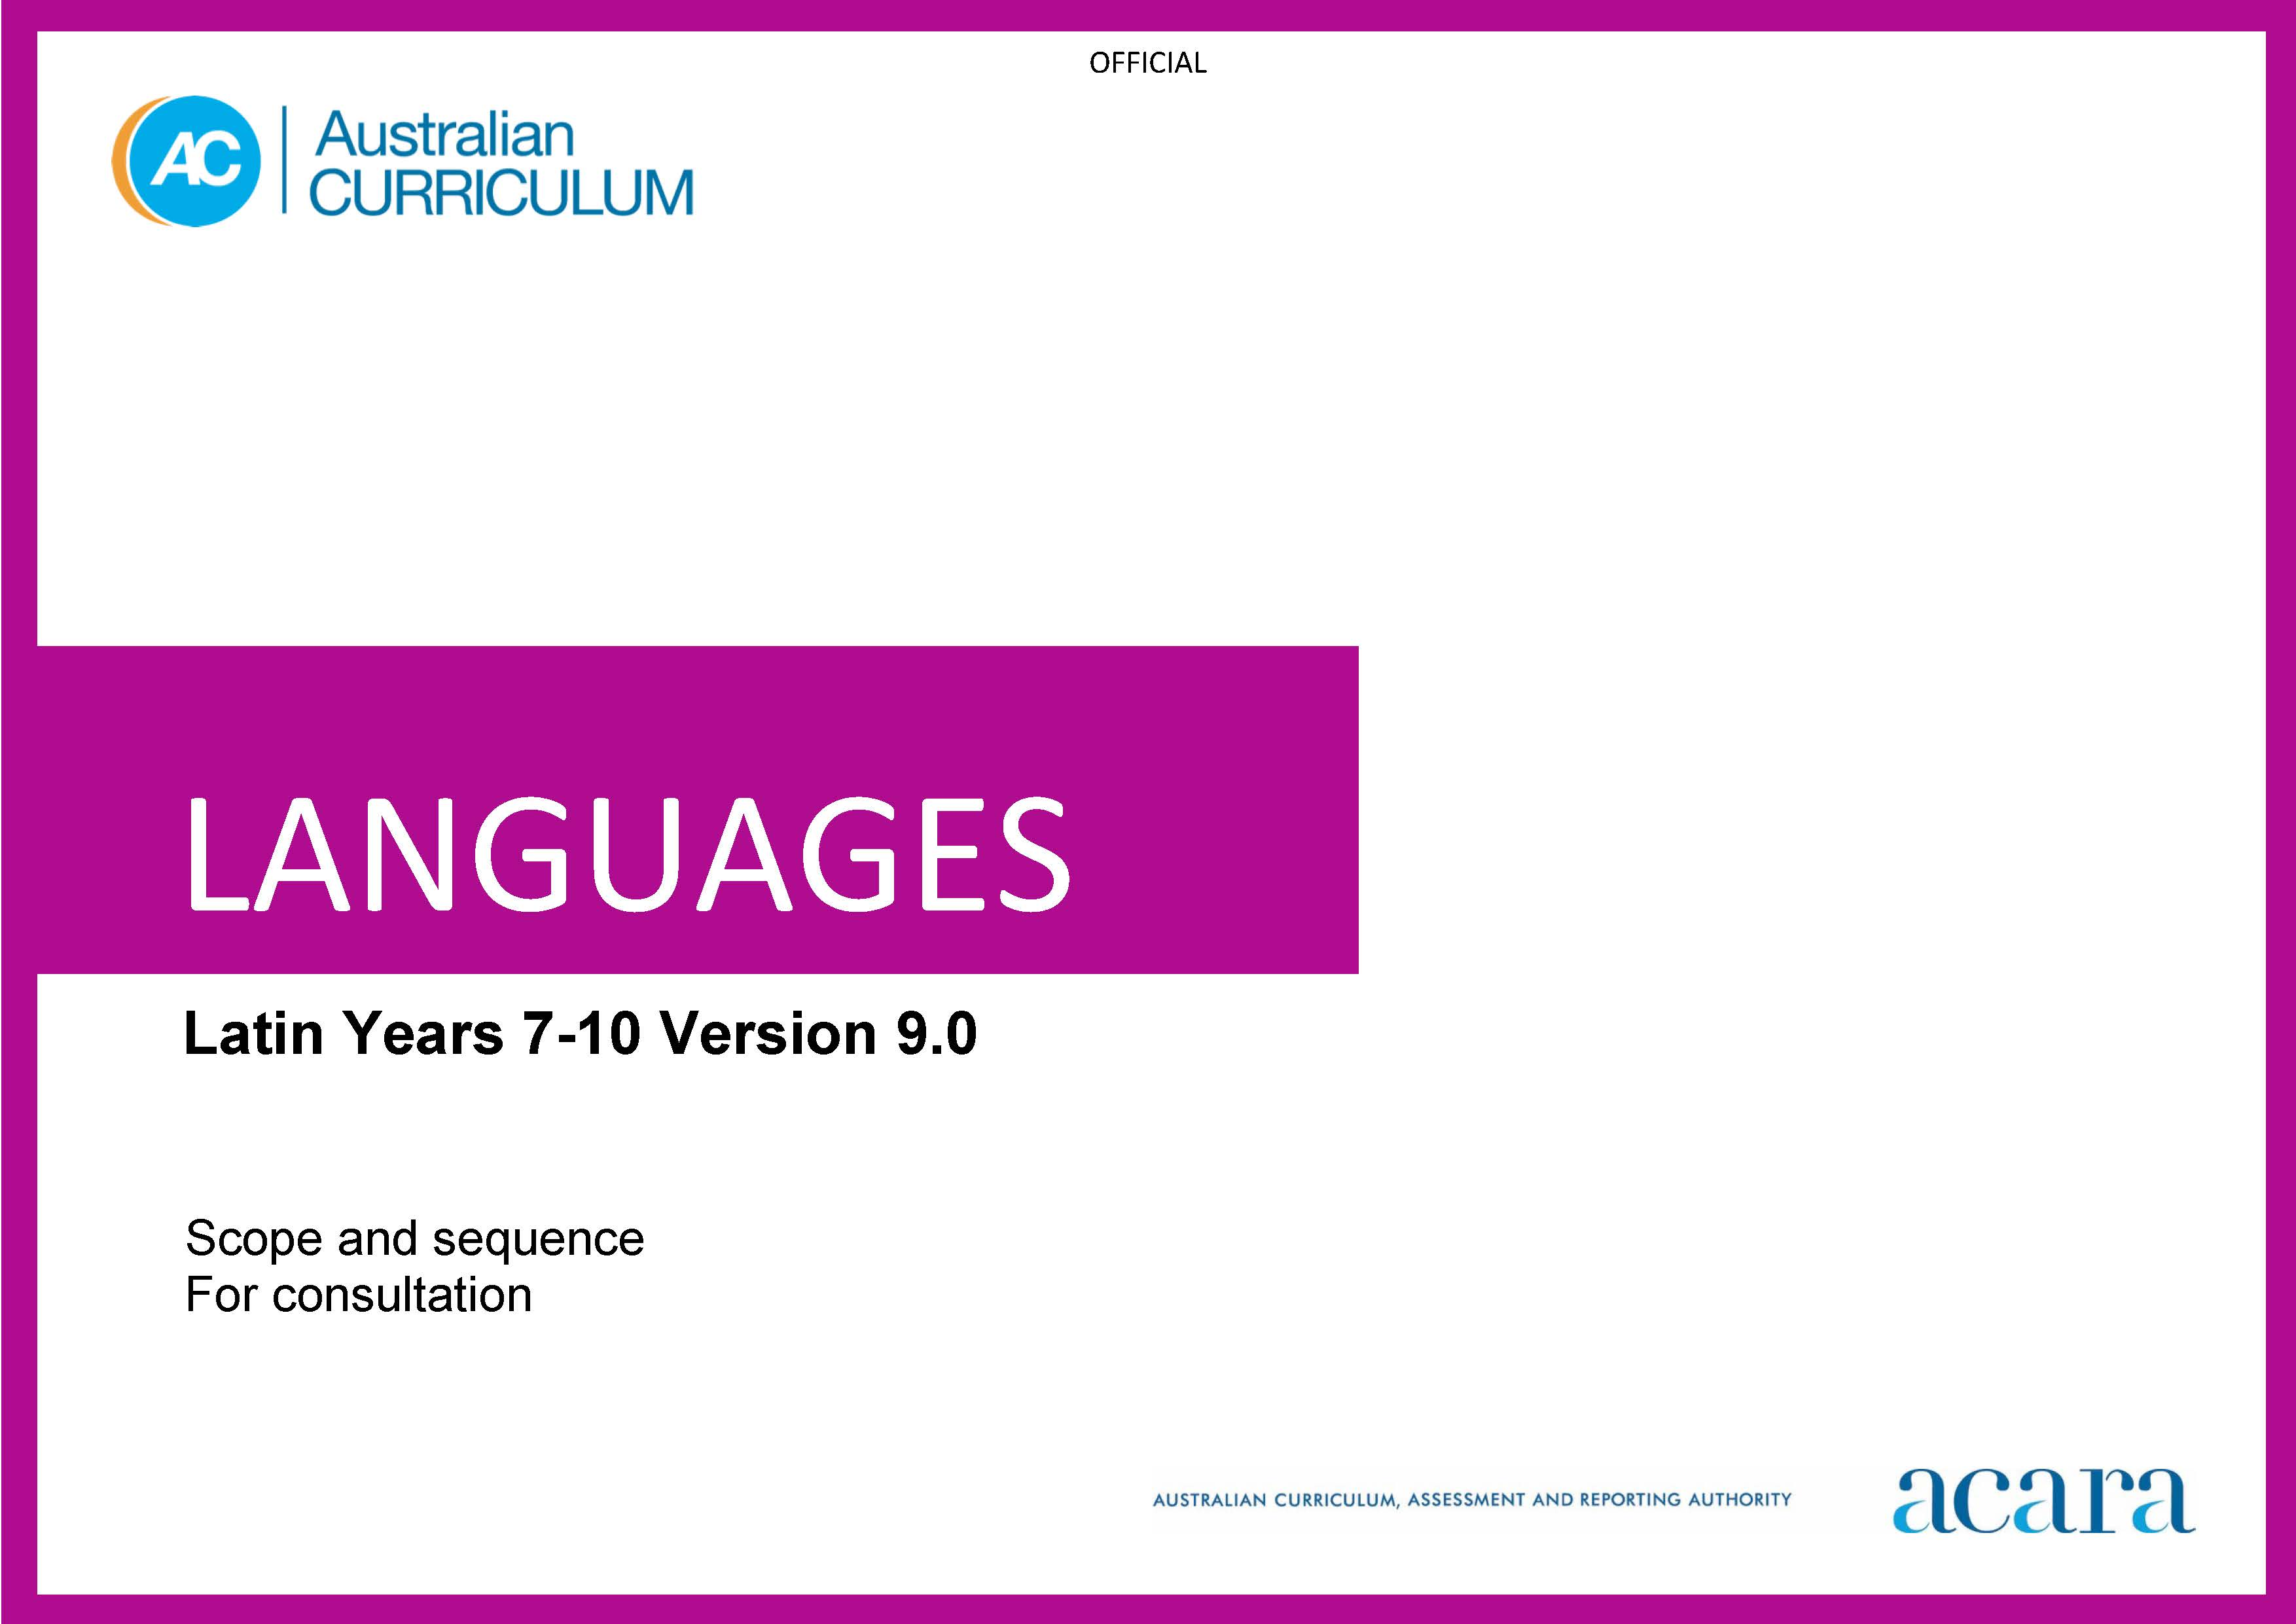 OFFICIAL
AC
Australian
CURRICULUM
LANGUAGES
Latin Years 7-10 Version 9.0
Scope and sequence
For consultation
AUSTRALIAN CURRICULUM, ASSESSMENT AND REPORTING AUTHORITY
acara